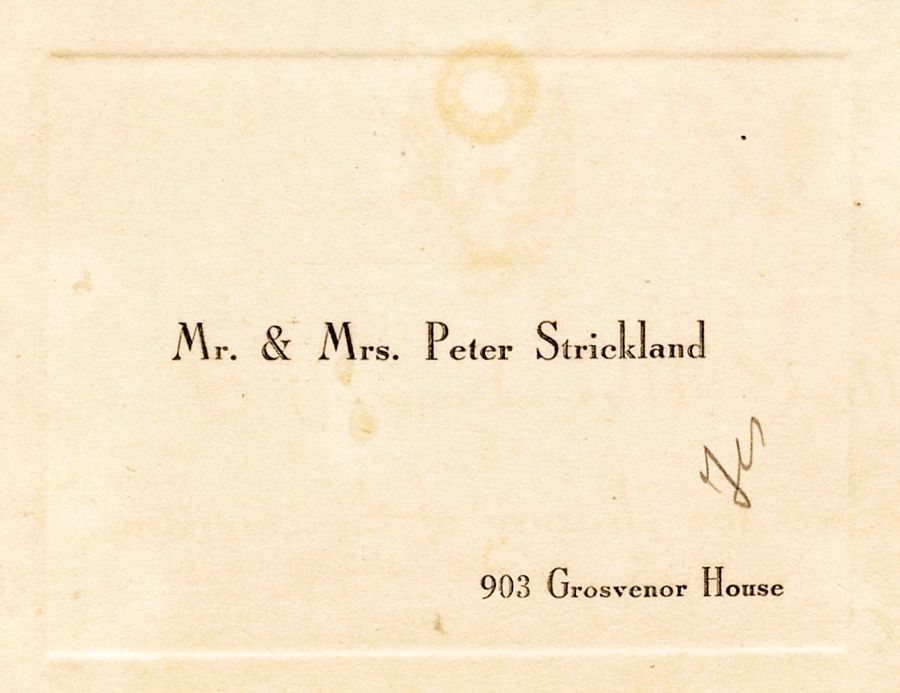 Mr. & Mrs. Peter Strickland
903 Grosvenor House